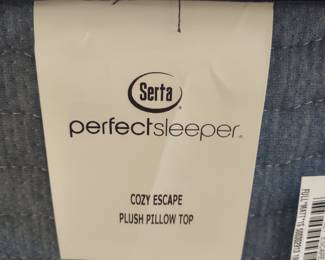 Serta
perfectsleeper®
COZY ESCAPE
PLUSH PILLOW TOP